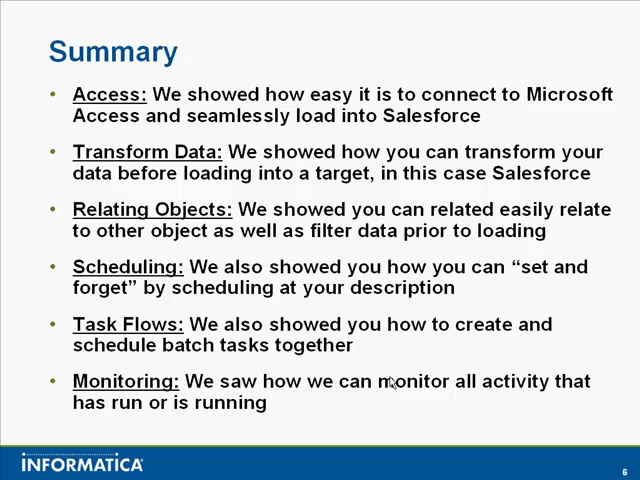 Summary
• Access: We showed how easy it is to connect to Microsoft
Access and seamlessly load into Salesforce
• Transform Data: We showed how you can transform your
data before loading into a target, in this case Salesforce
• Relating Objects: We showed you can related easily relate
to other object as well as filter data prior to loading
• Scheduling: We also showed you how you can “set and
forget” by scheduling at your description
• Task Flows: We also showed you how to create and
schedule batch tasks together
• Monitoring: We saw how we can monitor all activity that
has run or is running
INFORMATICA®
6